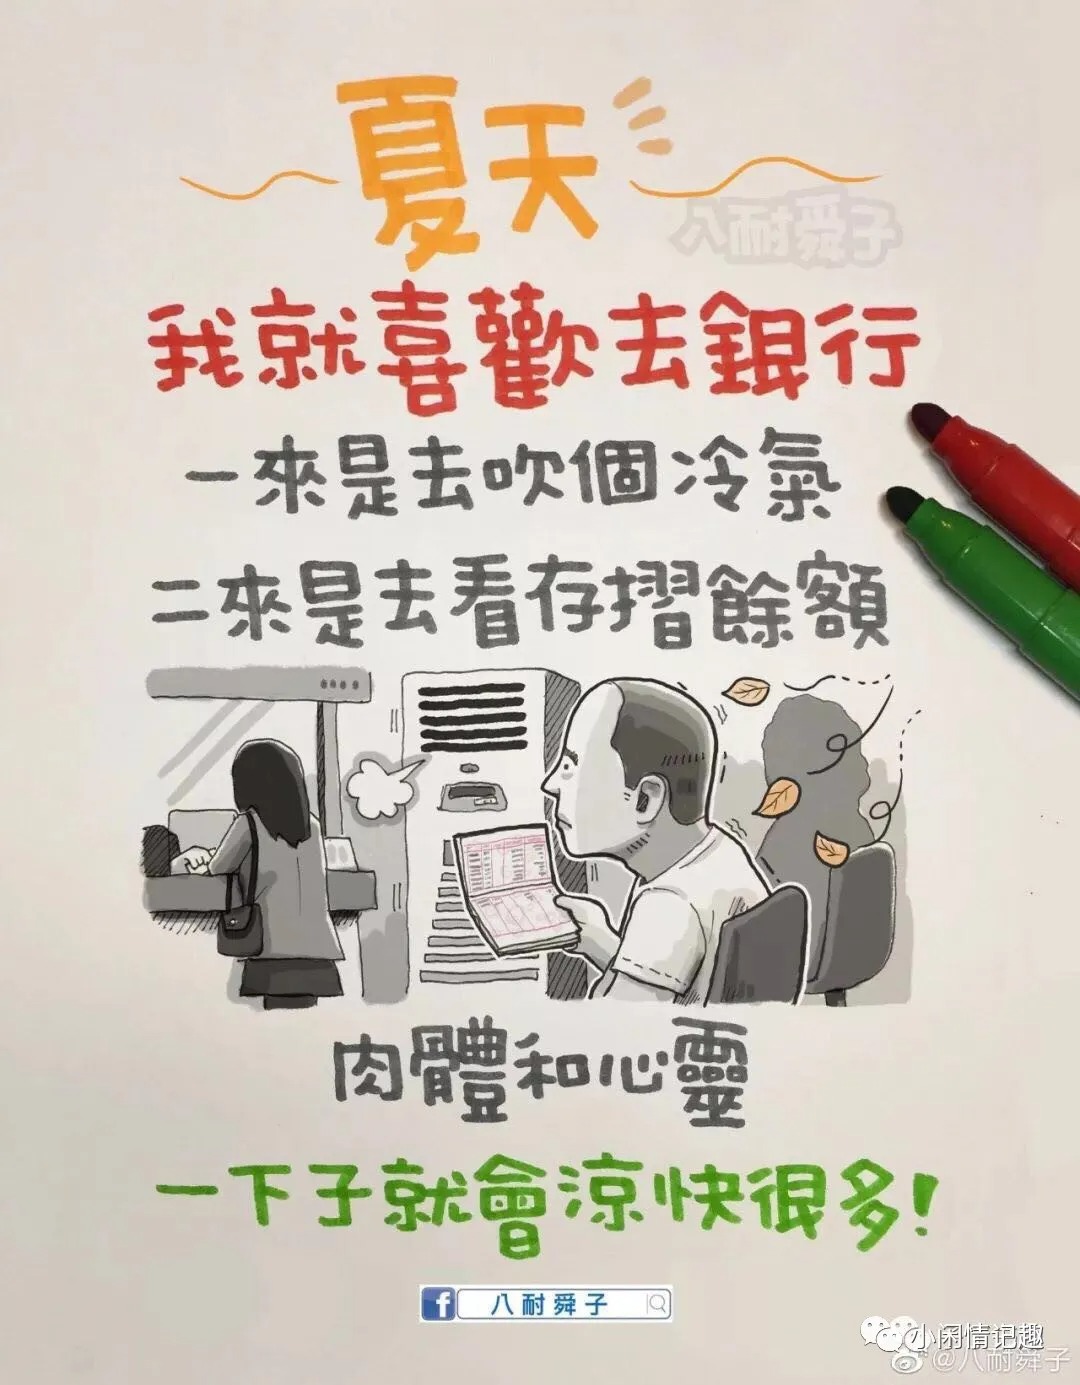 夏天
八耐舜子
我就喜歡去銀行
一來是去吹個冷氣
二來是去看存摺餘額
肉體和心靈
一下子就會涼快很多!
f 八耐舜子
小闲情记趣
@八耐舜子